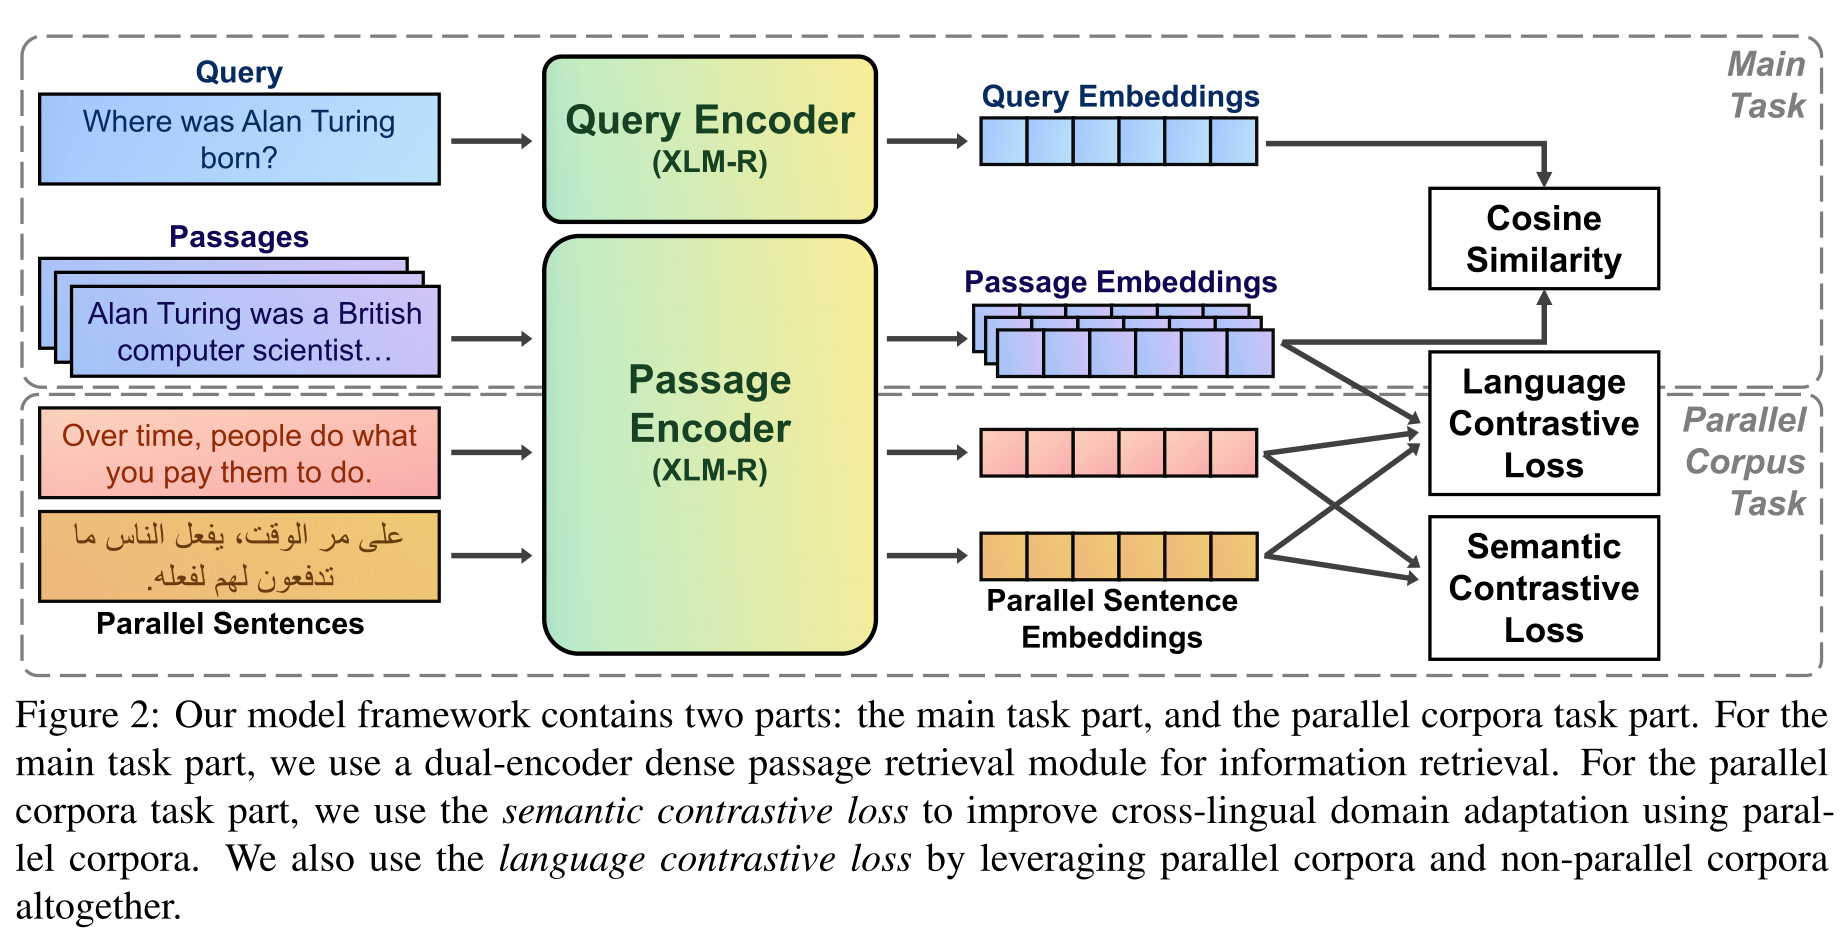 Main
Task
Query
Where was Alan Turing
born?
Query Encoder
(XLM-R)
Query Embeddings
Cosine
Similarity
Passages
Alan Turing was a British
computer scientist…
Passage
Encoder
(XLM-R)
Passage Embeddings
Language
Contrastive
Loss
Parallel
Corpus
Task
Over time, people do what
you pay them to do.
على مر الوقت، يفعل الناس ما
تدفعون لهم لفعله.
Parallel Sentences
Parallel Sentence
Embeddings
Semantic
Contrastive
Loss
Figure 2: Our model framework contains two parts: the main task part, and the parallel corpora task part. For the
main task part, we use a dual-encoder dense passage retrieval module for information retrieval. For the parallel
corpora task part, we use the semantic contrastive loss to improve cross-lingual domain adaptation using paral-
lel corpora. We also use the language contrastive loss by leveraging parallel corpora and non-parallel corpora
altogether.